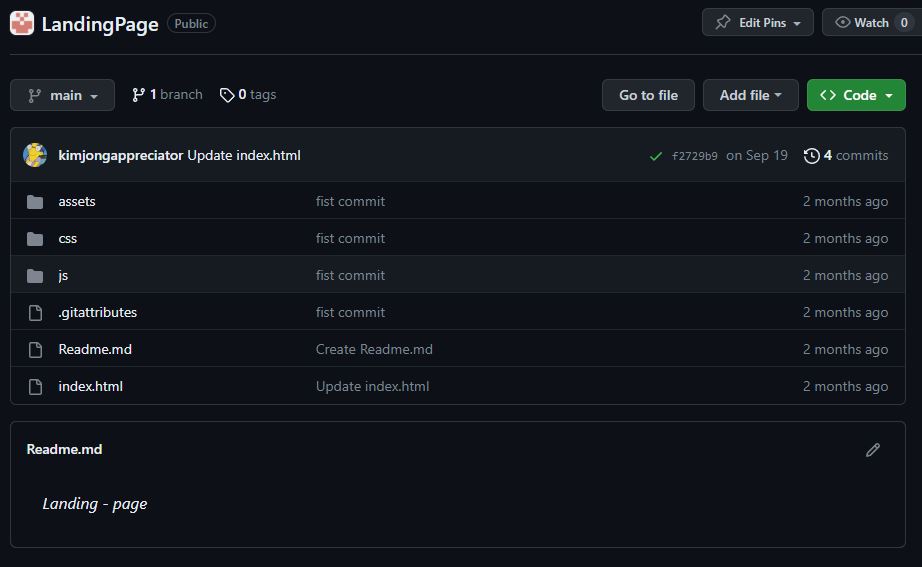 LandingPage Public Edit Pins Watch 0
main 1 branch 0 tags Go to file Add file <> Code
kimjongappreciator Update index.html f2729b9 on Sep 19 4 commits
assets fist commit 2 months ago
css fist commit 2 months ago
js fist commit 2 months ago
.gitattributes fist commit 2 months ago
Readme.md Create Readme.md 2 months ago
index.html Update index.html 2 months ago
Readme.md
Landing - page